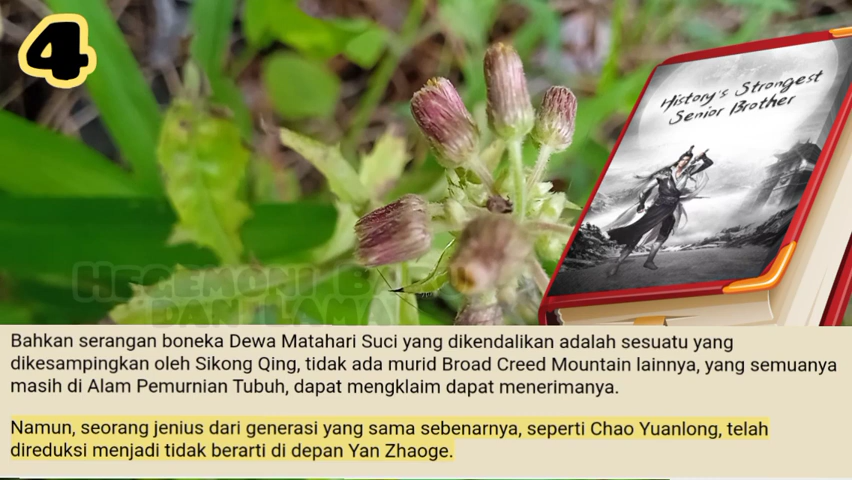 4
History's Strongest
Senior Brother
HEGEMONI B
DAN LAMA
Bahkan serangan boneka Dewa Matahari Suci yang dikendalikan adalah sesuatu yang
dikesampingkan oleh Sikong Qing, tidak ada murid Broad Creed Mountain lainnya, yang semuanya
masih di Alam Pemurnian Tubuh, dapat mengklaim dapat menerimanya.
Namun, seorang jenius dari generasi yang sama sebenarnya, seperti Chao Yuanlong, telah
direduksi menjadi tidak berarti di depan Yan Zhaoge.